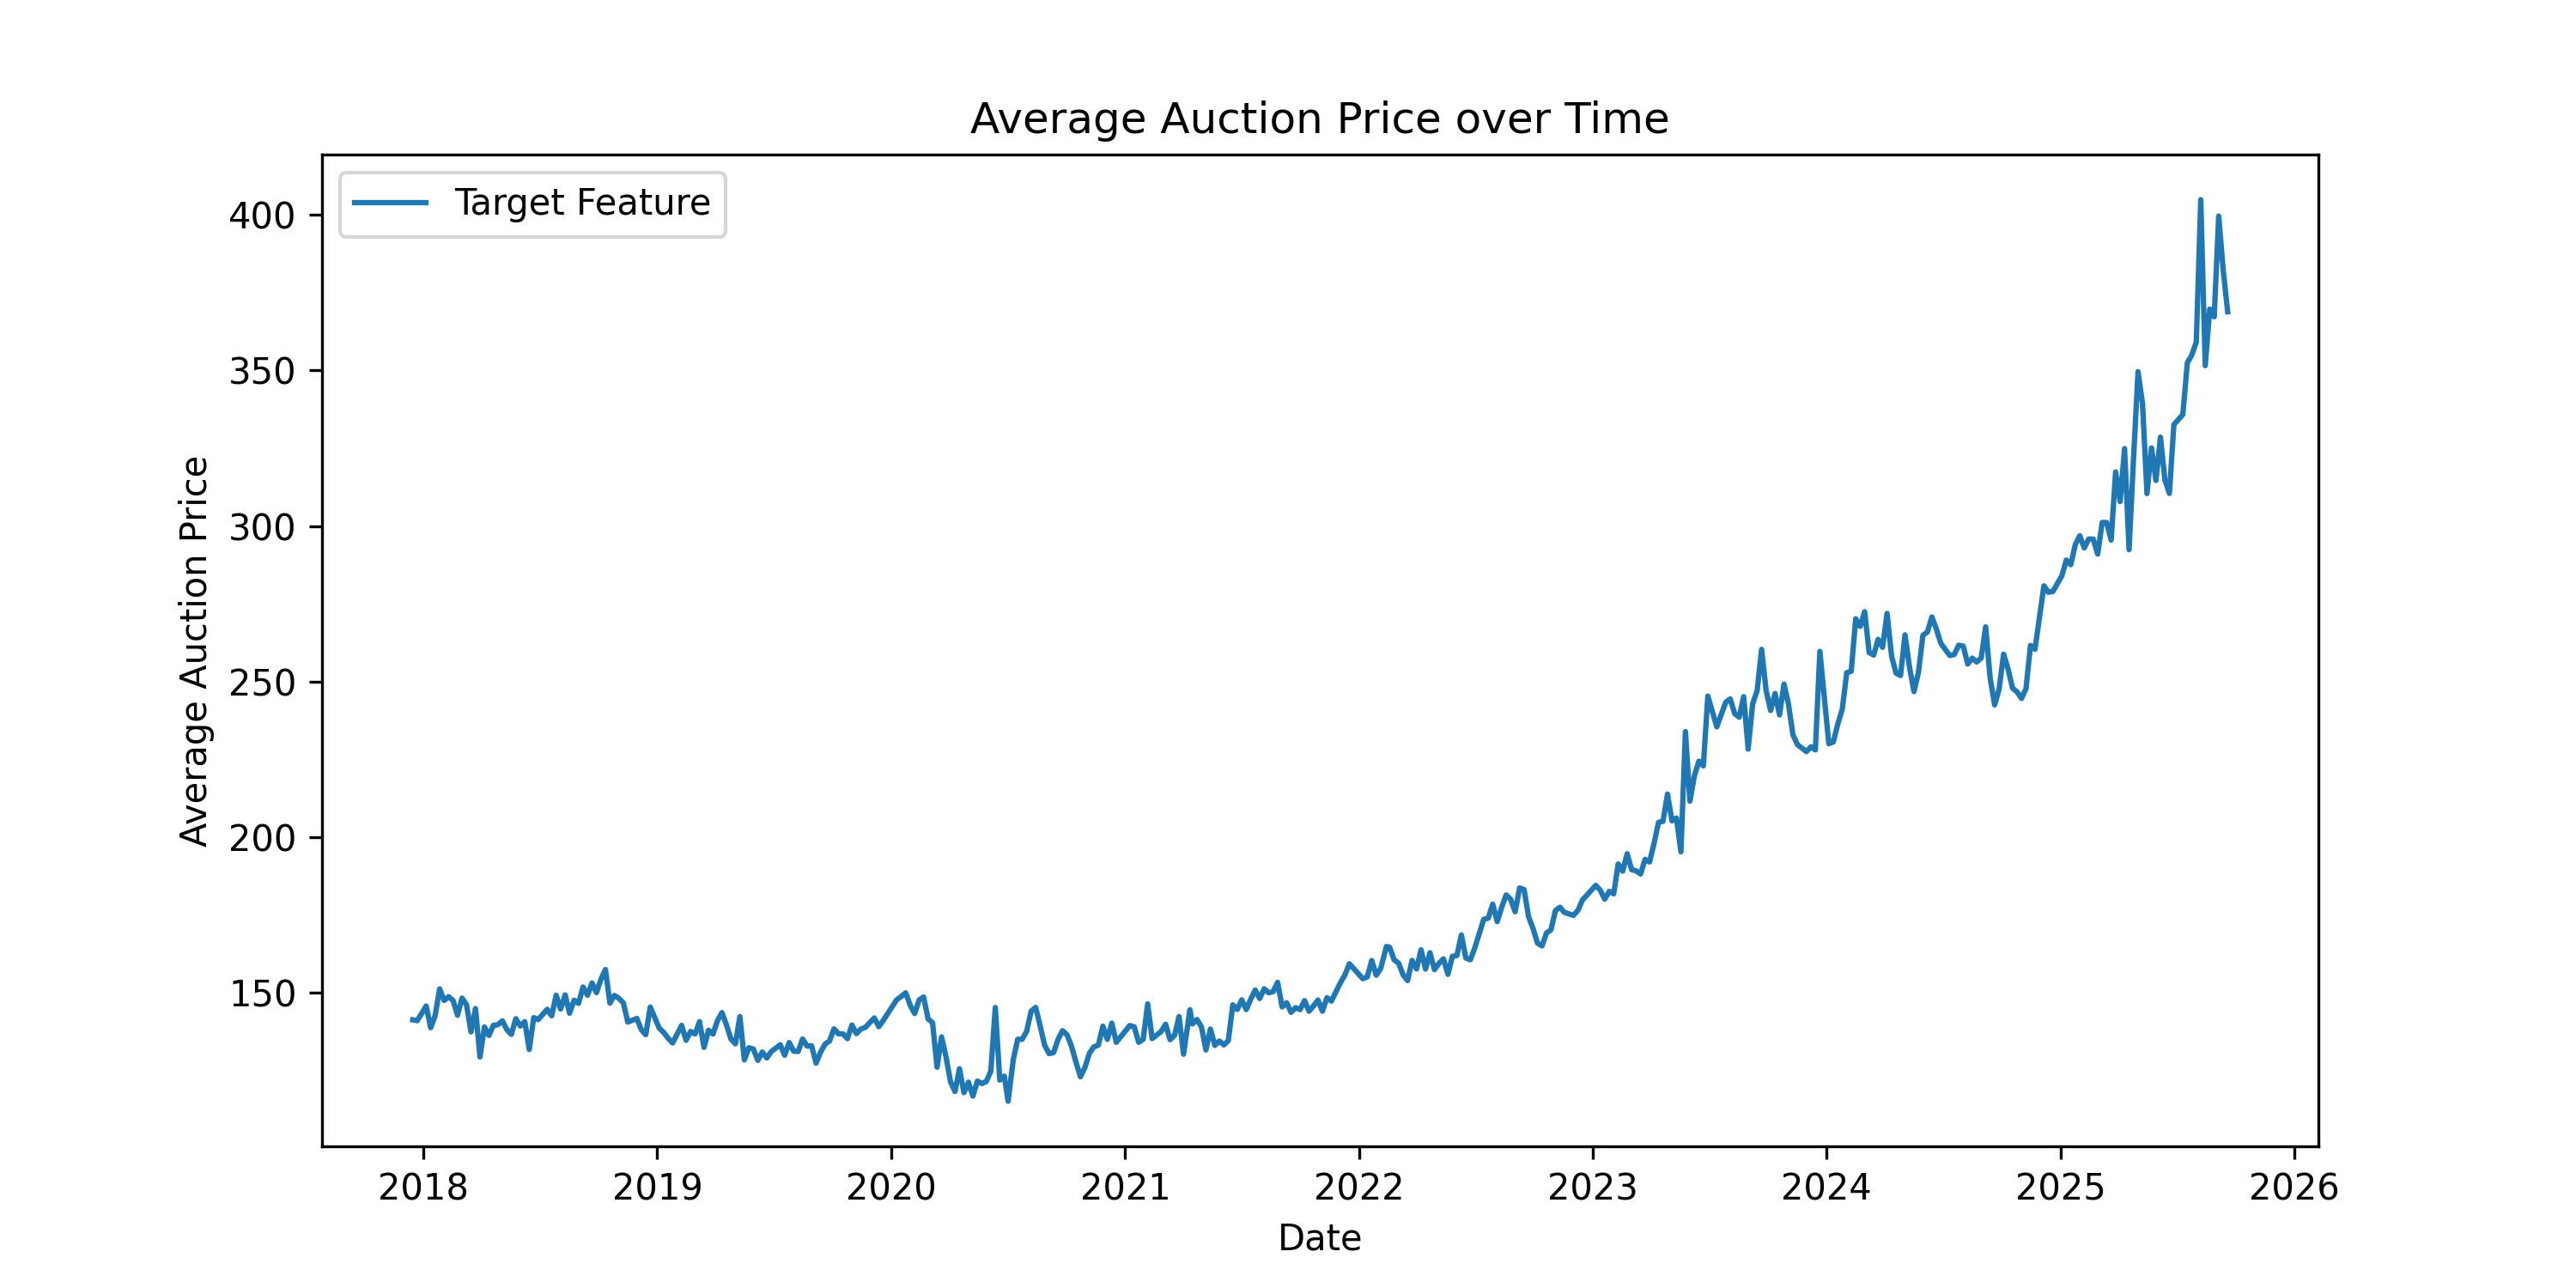 Average Auction Price over Time
Target Feature
Average Auction Price
400
350
300
250
200
150
2018 2019 2020 2021 2022 2023 2024 2025 2026
Date